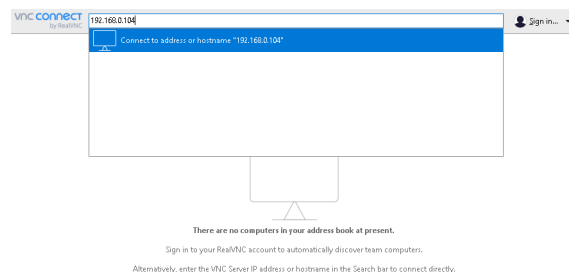 vnc connect
by RealVNC
192.168.0.104
Sign in...
Connect to address or hostname "192.168.0.104"
There are no computers in your address book at present.
Sign in to your RealVNC account to automatically discover team computers.
Alternatively, enter the VNC Server IP address or hostname in the Search bar to connect directly.